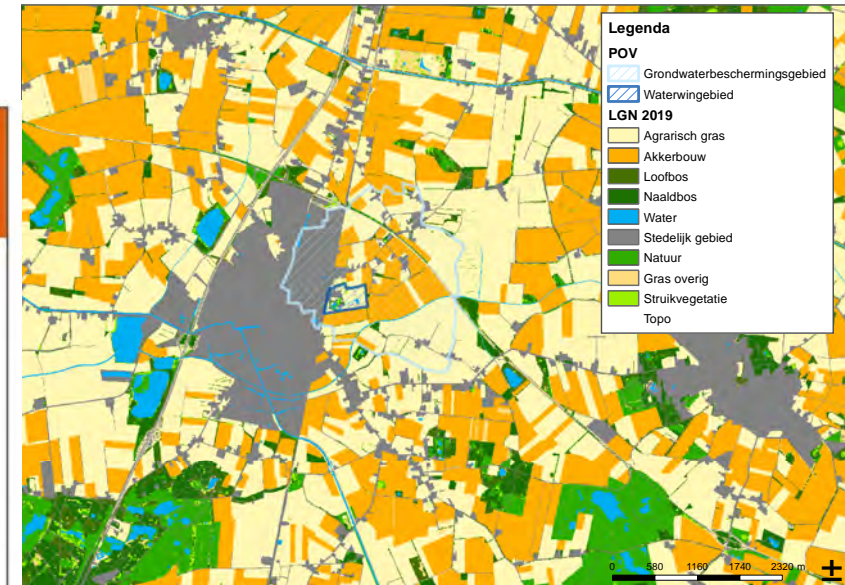 Legenda
POV
Grondwaterbeschermingsgebied
Waterwingebied
LGN 2019
Agrarisch gras
Akkerbouw
Loofbos
Naaldbos
Water
Stedelijk gebied
Natuur
Gras overig
Struikvegetatie
Topo
0 580 1160 1740 2320 m